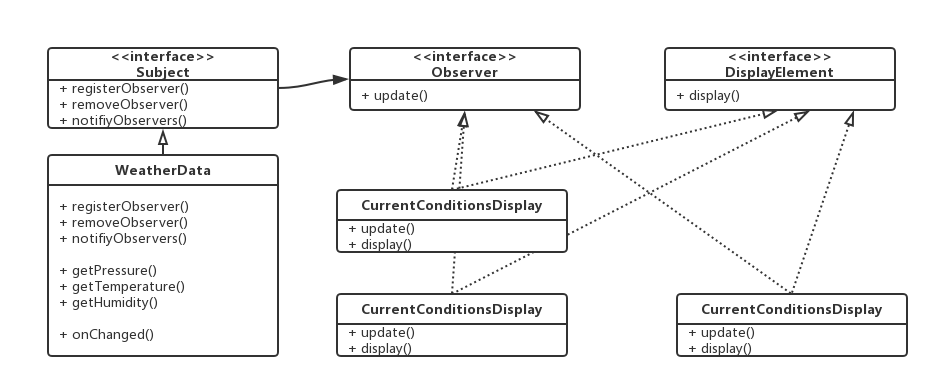 <<interface>>
Subject
+ registerObserver()
+ removeObserver()
+ notifiyObservers()
<<interface>>
Observer
+ update()
<<interface>>
DisplayElement
+ display()
WeatherData
+ registerObserver()
+ removeObserver()
+ notifiyObservers()
+ getPressure()
+ getTemperature()
+ getHumidity()
+ onChanged()
CurrentConditionsDisplay
+ update()
+ display()
CurrentConditionsDisplay
+ update()
+ display()
CurrentConditionsDisplay
+ update()
+ display()